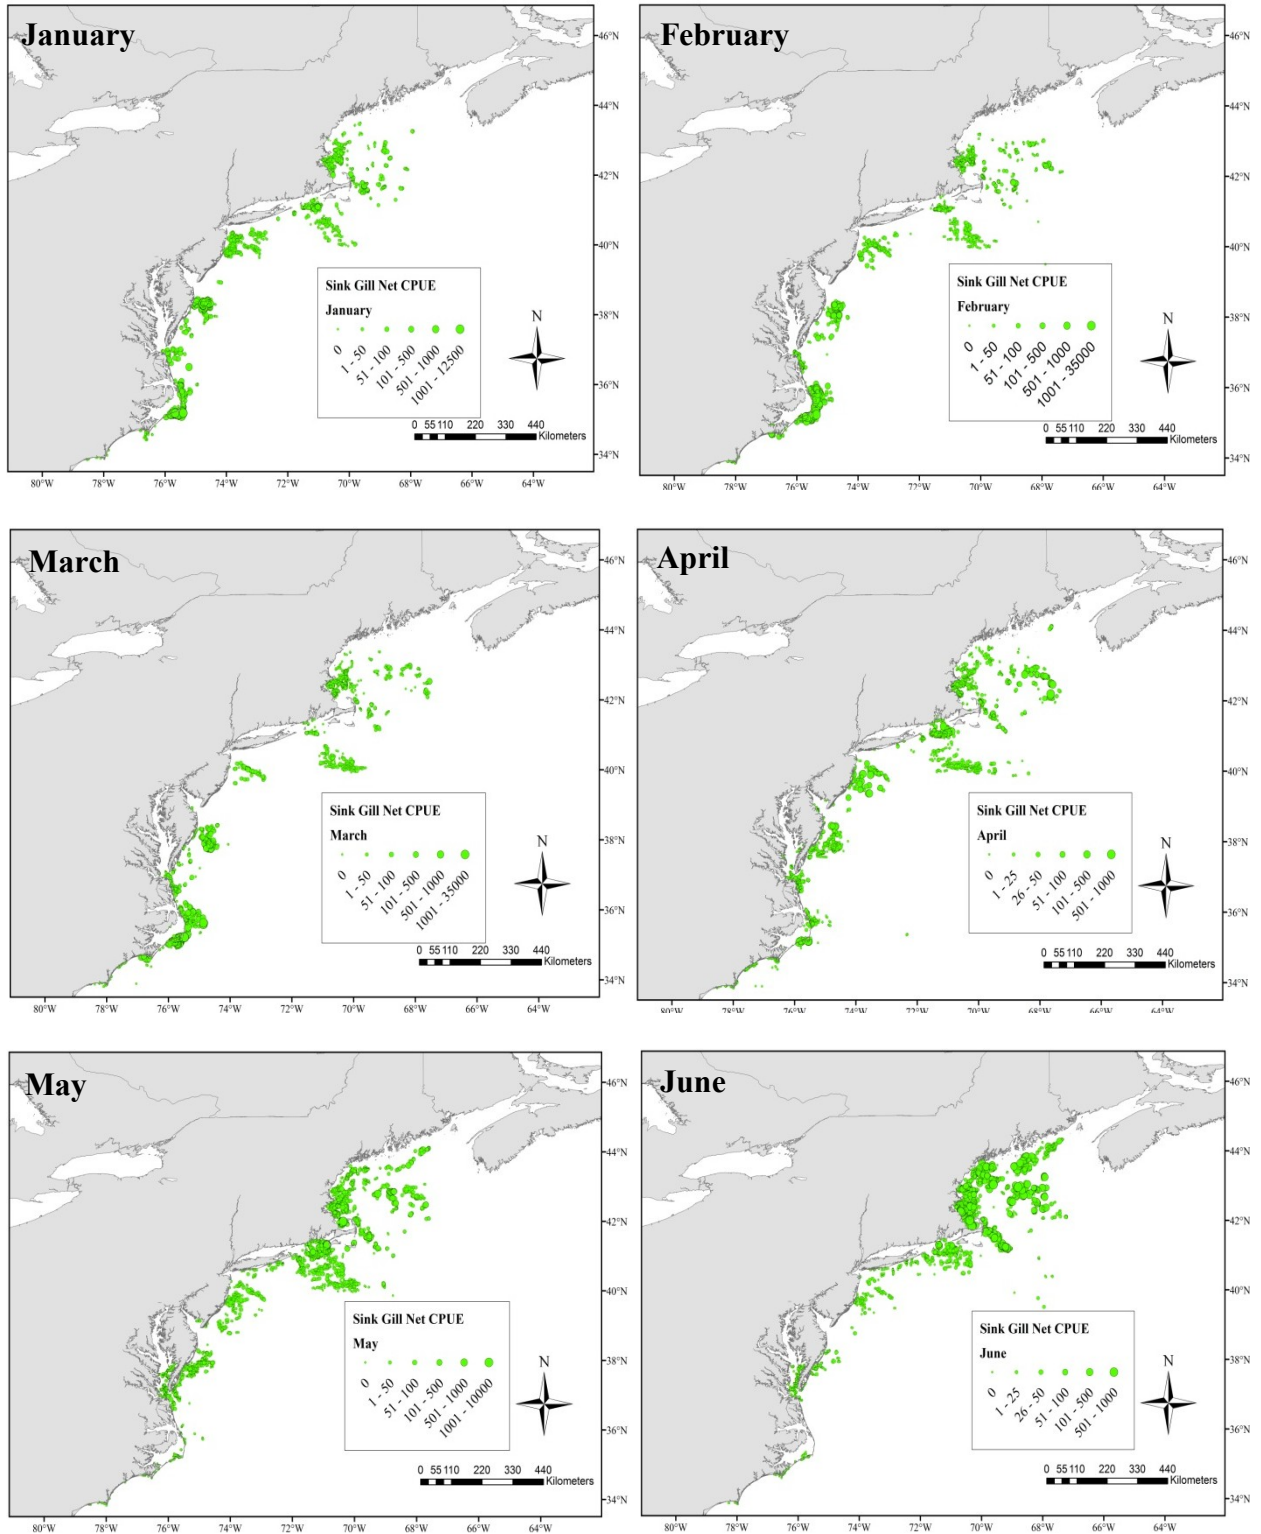 January
46°N
44°N
42°N
40°N
38°N
36°N
34°N
Sink Gill Net CPUE
January
0
1 - 50
51 - 100
101 - 500
501 - 1000
1001 - 12500
N
0 55 110 220 330 440
Kilometers
80°W 78°W 76°W 74°W 72°W 70°W 68°W 66°W 64°W
February
46°N
44°N
42°N
40°N
38°N
36°N
34°N
Sink Gill Net CPUE
February
0
1 - 50
51 - 100
101 - 500
501 - 1000
1001 - 35000
N
0 55 110 220 330 440
Kilometers
80°W 78°W 76°W 74°W 72°W 70°W 68°W 66°W 64°W
March
46°N
44°N
42°N
40°N
38°N
36°N
34°N
Sink Gill Net CPUE
March
0
1 - 50
51 - 100
101 - 500
501 - 1000
1001 - 35000
N
0 55 110 220 330 440
Kilometers
80°W 78°W 76°W 74°W 72°W 70°W 68°W 66°W 64°W
April
46°N
44°N
42°N
40°N
38°N
36°N
34°N
Sink Gill Net CPUE
April
0
1 - 25
26 - 50
51 - 100
101 - 500
501 - 1000
N
0 55 110 220 330 440
Kilometers
80°W 78°W 76°W 74°W 72°W 70°W 68°W 66°W 64°W
May
46°N
44°N
42°N
40°N
38°N
36°N
34°N
Sink Gill Net CPUE
May
0
1 - 50
51 - 100
101 - 500
501 - 1000
1001 - 10000
N
0 55 110 220 330 440
Kilometers
80°W 78°W 76°W 74°W 72°W 70°W 68°W 66°W 64°W
June
46°N
44°N
42°N
40°N
38°N
36°N
34°N
Sink Gill Net CPUE
June
0
1 - 25
26 - 50
51 - 100
101 - 500
501 - 1000
N
0 55 110 220 330 440
Kilometers
80°W 78°W 76°W 74°W 72°W 70°W 68°W 66°W 64°W